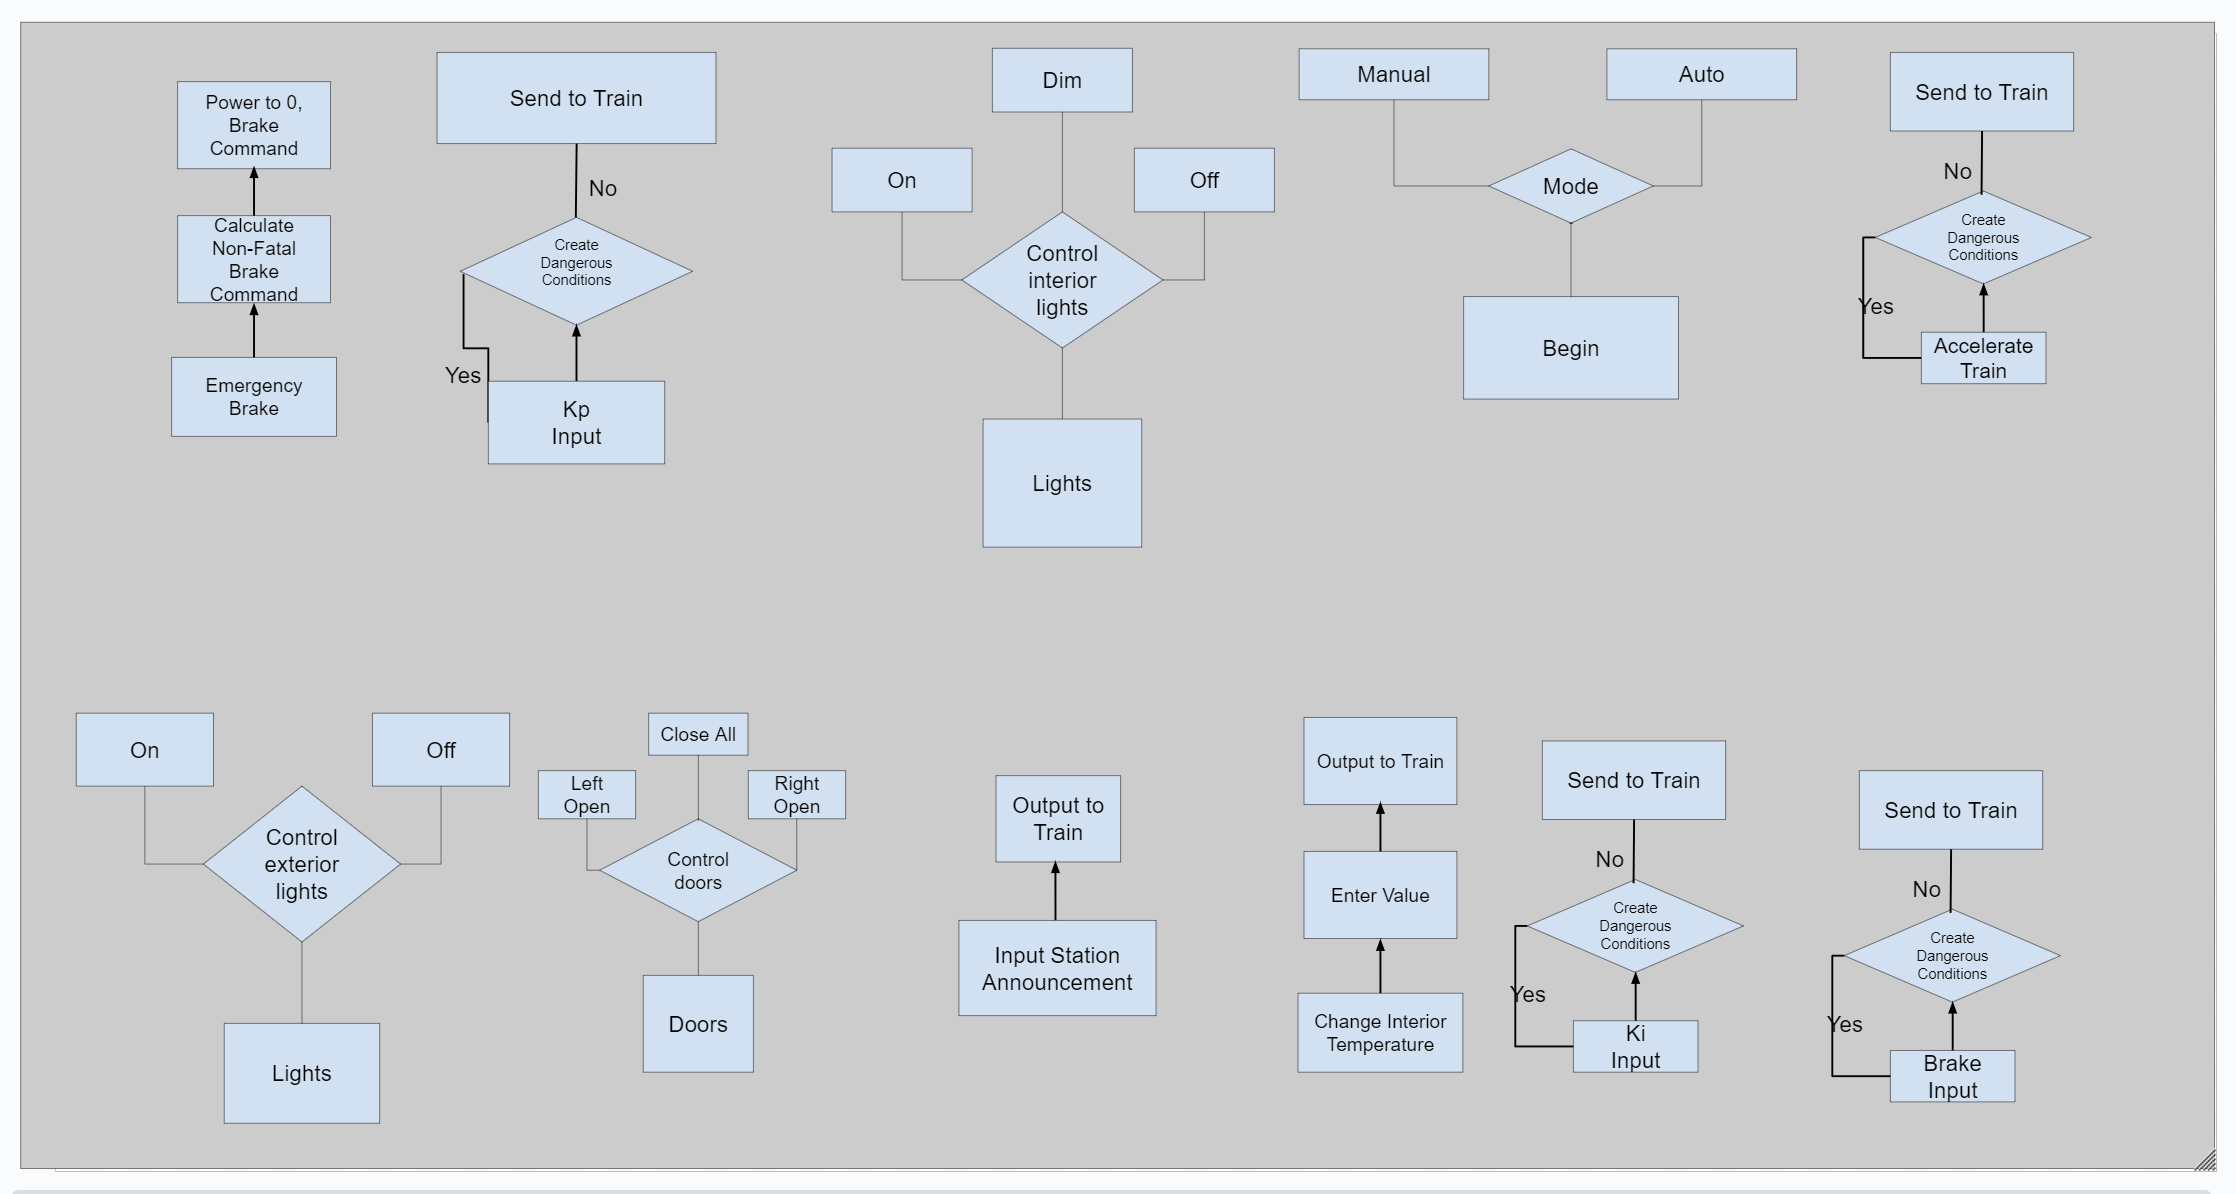 Power to 0,
Brake
Command
Calculate
Non-Fatal
Brake
Command
Emergency
Brake
Send to Train
No
Create
Dangerous
Conditions
Yes
Kp
Input
Dim
On
Off
Control
interior
lights
Lights
Manual
Auto
Mode
Begin
Send to Train
No
Create
Dangerous
Conditions
Yes
Accelerate
Train
On
Off
Control
exterior
lights
Lights
Close All
Left
Open
Right
Open
Control
doors
Doors
Output to
Train
Input Station
Announcement
Output to Train
Enter Value
Change Interior
Temperature
Send to Train
No
Create
Dangerous
Conditions
Yes
Ki
Input
Send to Train
No
Create
Dangerous
Conditions
Yes
Brake
Input